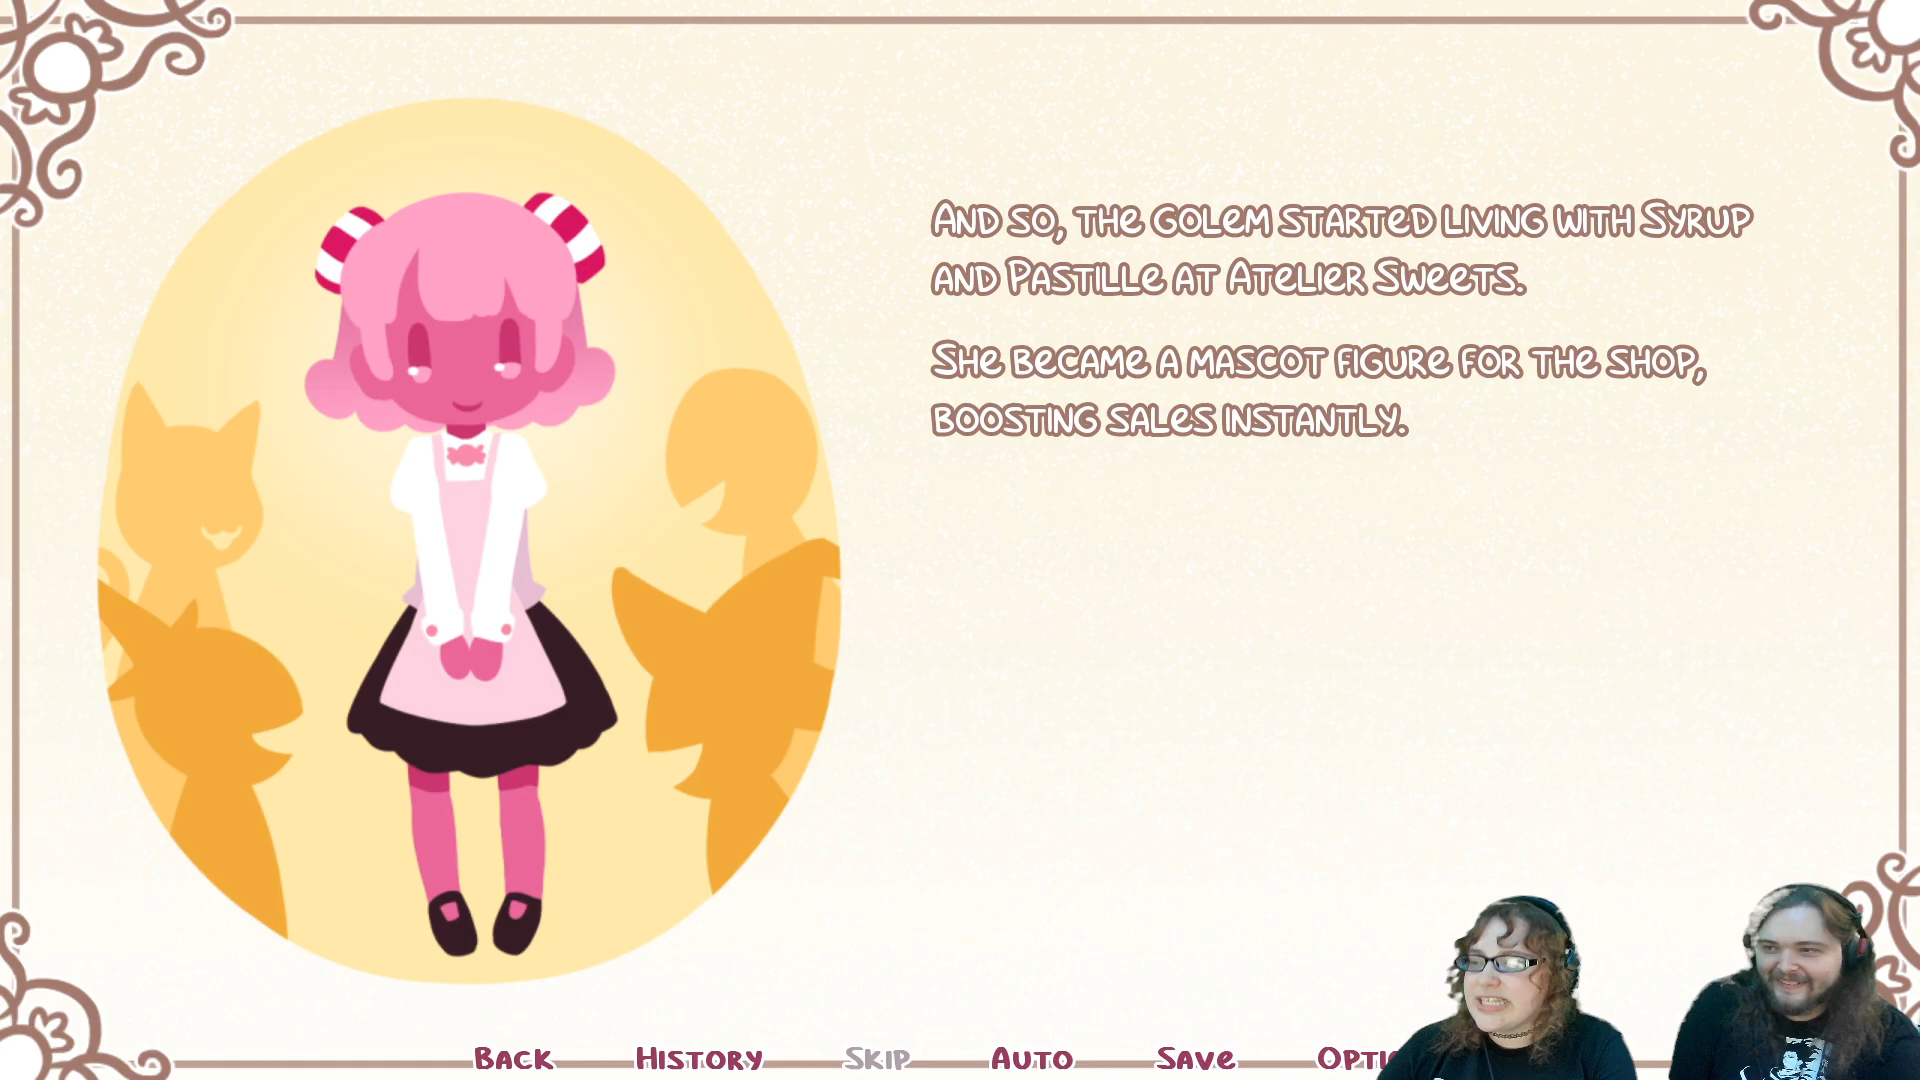 And so, the golem started living with Syrup
and Pastille at Atelier Sweets.
She became a mascot figure for the shop,
boosting sales instantly.
Back History Skip Auto Save